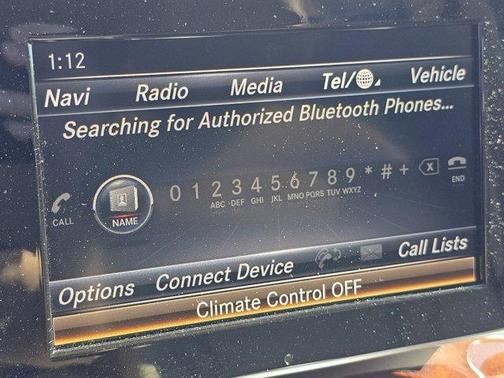 1:12
Navi Radio Media Tel/ Vehicle
Searching for Authorized Bluetooth Phones...
0 1 2 3 4 5 6 7 8 9 * # +
ABC DEF GHI JKL MNO PQRS TUV WXYZ
CALL NAME END
Options Connect Device Call Lists
Climate Control OFF